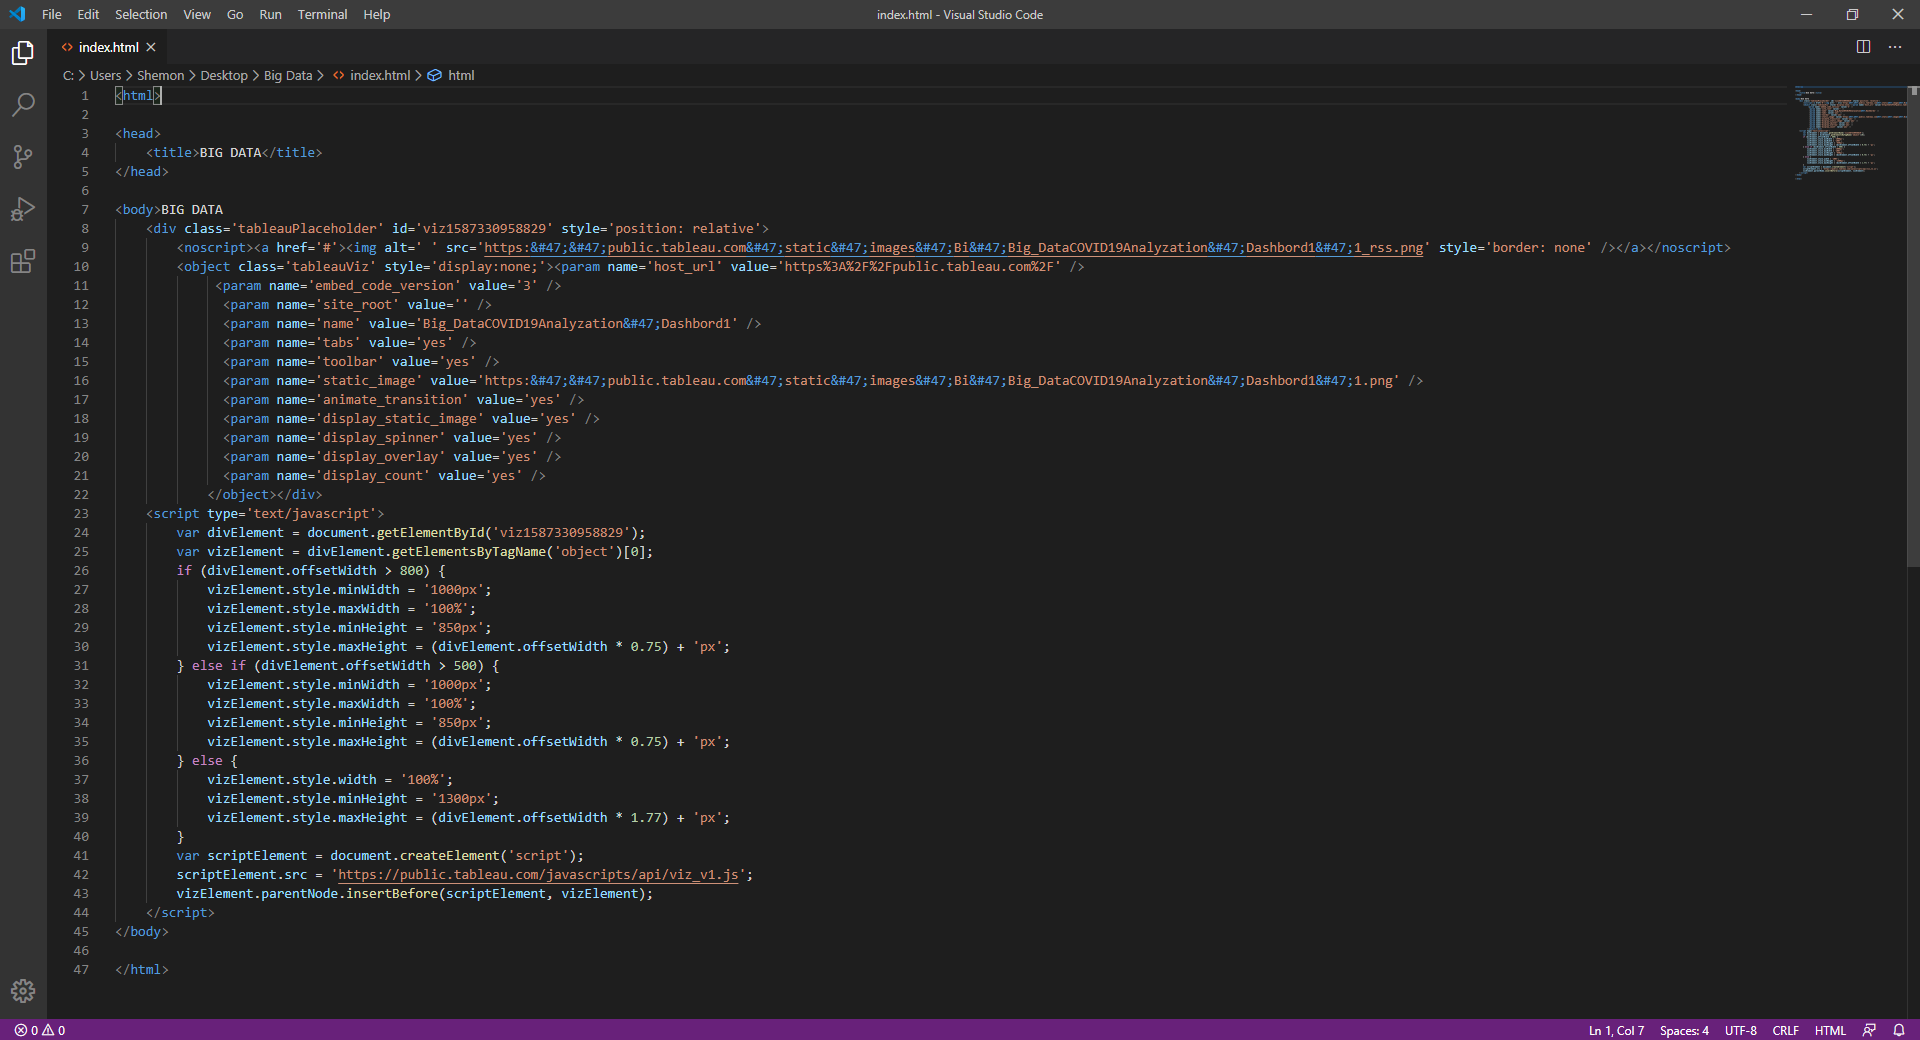 File Edit Selection View Go Run Terminal Help
index.html - Visual Studio Code
index.html
C: > Users > Shemon > Desktop > Big Data > index.html > html
1 <html>
2
3 <head>
4     <title>BIG DATA</title>
5 </head>
6
7 <body>BIG DATA
8     <div class='tableauPlaceholder' id='viz1587330958829' style='position: relative'>
9         <noscript><a href='#'><img alt=' ' src='https:&#47;&#47;public.tableau.com&#47;static&#47;images&#47;Bi&#47;Big_DataCOVID19Analyzation&#47;Dashbord1&#47;1_rss.png' style='border: none' /></a></noscript>
10         <object class='tableauViz' style='display:none;'><param name='host_url' value='https%3A%2F%2Fpublic.tableau.com%2F' />
11              <param name='embed_code_version' value='3' />
12               <param name='site_root' value='' />
13               <param name='name' value='Big_DataCOVID19Analyzation&#47;Dashbord1' />
14               <param name='tabs' value='yes' />
15               <param name='toolbar' value='yes' />
16               <param name='static_image' value='https:&#47;&#47;public.tableau.com&#47;static&#47;images&#47;Bi&#47;Big_DataCOVID19Analyzation&#47;Dashbord1&#47;1.png' />
17               <param name='animate_transition' value='yes' />
18               <param name='display_static_image' value='yes' />
19               <param name='display_spinner' value='yes' />
20               <param name='display_overlay' value='yes' />
21               <param name='display_count' value='yes' />
22             </object></div>
23     <script type='text/javascript'>
24         var divElement = document.getElementById('viz1587330958829');
25         var vizElement = divElement.getElementsByTagName('object')[0];
26         if (divElement.offsetWidth > 800) {
27             vizElement.style.minWidth = '1000px';
28             vizElement.style.maxWidth = '100%';
29             vizElement.style.minHeight = '850px';
30             vizElement.style.maxHeight = (divElement.offsetWidth * 0.75) + 'px';
31         } else if (divElement.offsetWidth > 500) {
32             vizElement.style.minWidth = '1000px';
33             vizElement.style.maxWidth = '100%';
34             vizElement.style.minHeight = '850px';
35             vizElement.style.maxHeight = (divElement.offsetWidth * 0.75) + 'px';
36         } else {
37             vizElement.style.width = '100%';
38             vizElement.style.minHeight = '1300px';
39             vizElement.style.maxHeight = (divElement.offsetWidth * 1.77) + 'px';
40         }
41         var scriptElement = document.createElement('script');
42         scriptElement.src = 'https://public.tableau.com/javascripts/api/viz_v1.js';
43         vizElement.parentNode.insertBefore(scriptElement, vizElement);
44     </script>
45 </body>
46
47 </html>
0 0
Ln 1, Col 7 Spaces: 4 UTF-8 CRLF HTML